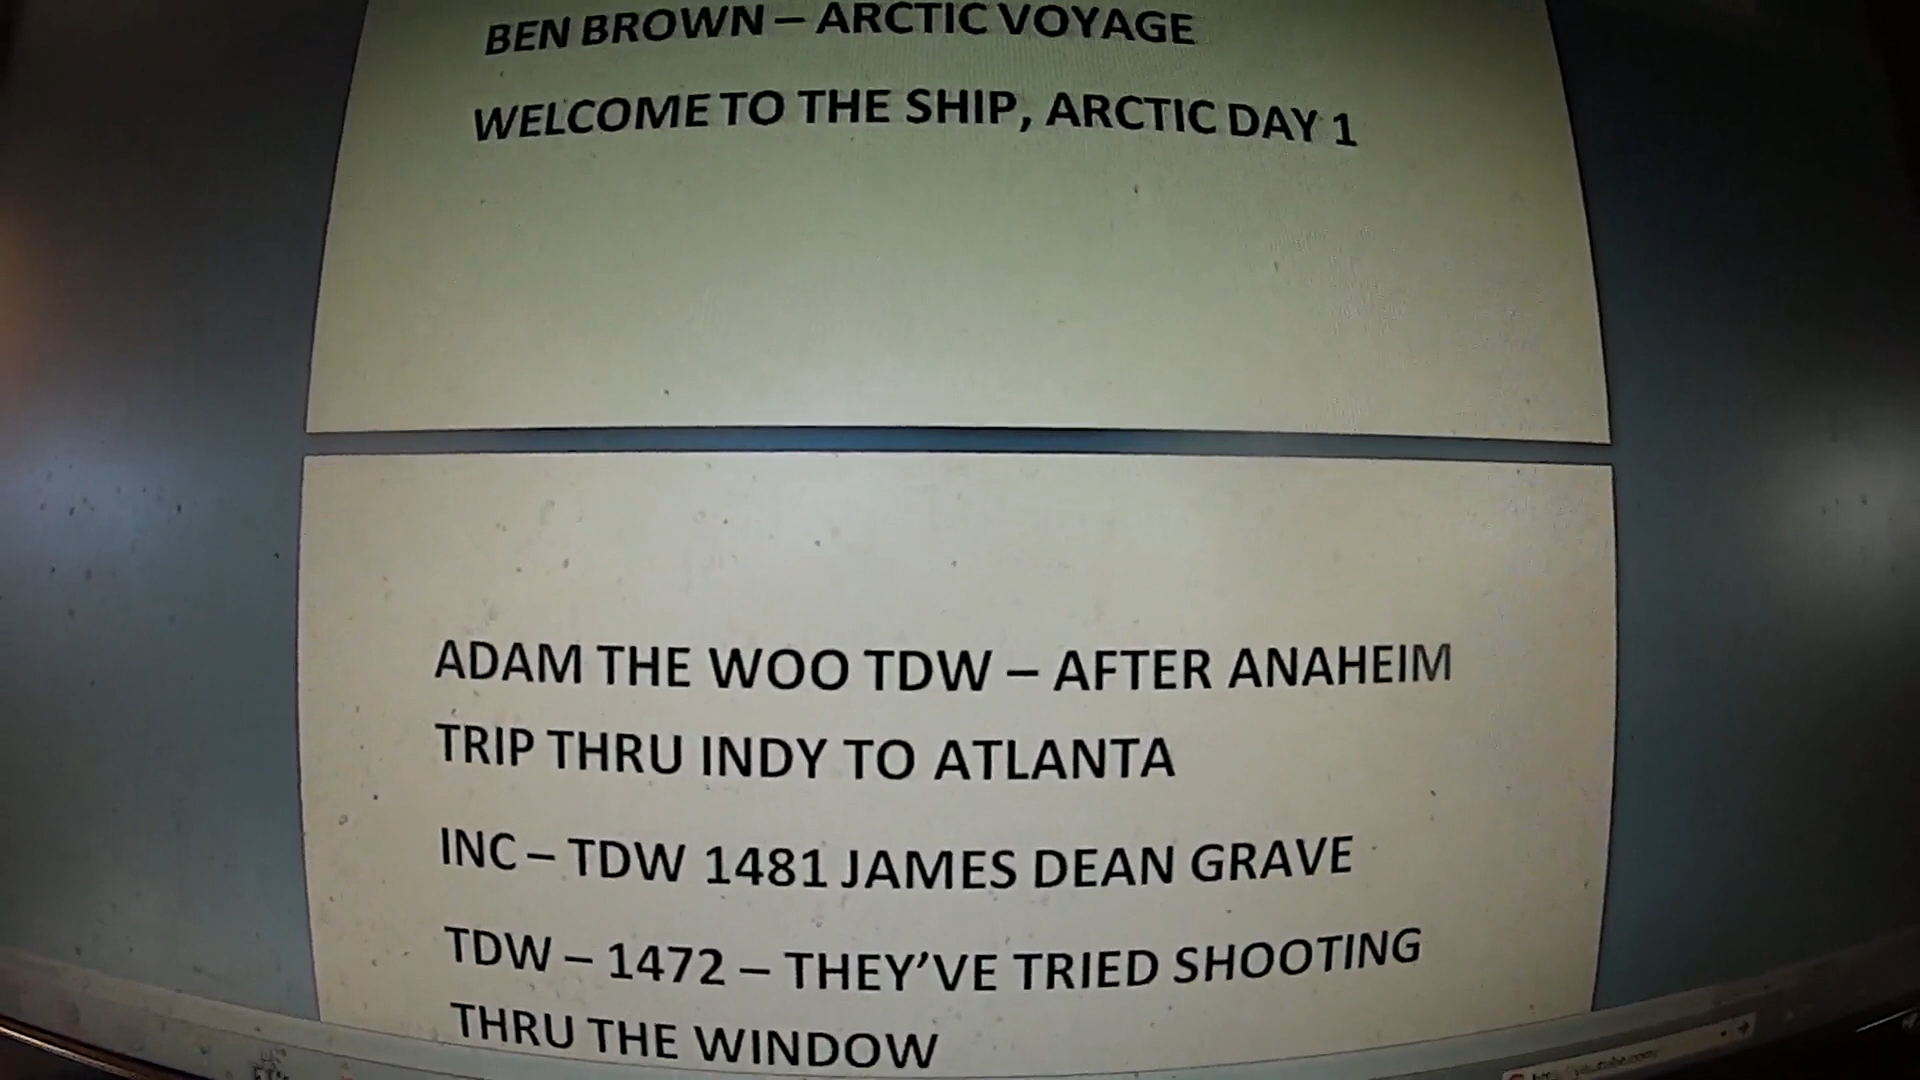 BEN BROWN – ARCTIC VOYAGE
WELCOME TO THE SHIP, ARCTIC DAY 1
ADAM THE WOO TDW – AFTER ANAHEIM
TRIP THRU INDY TO ATLANTA
INC – TDW 1481 JAMES DEAN GRAVE
TDW – 1472 – THEY'VE TRIED SHOOTING
THRU THE WINDOW